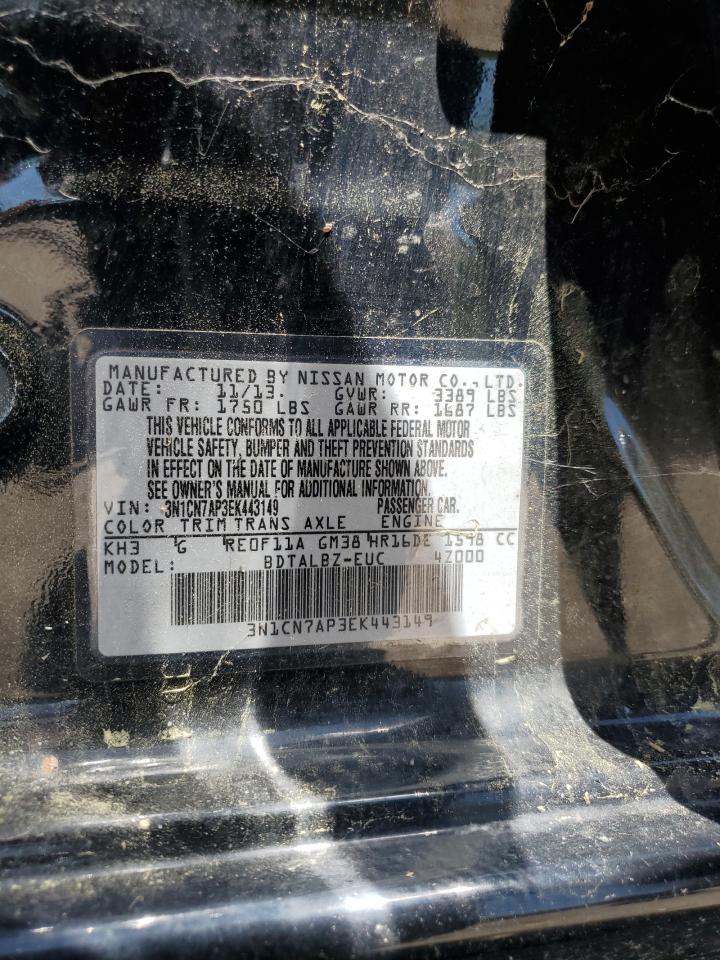 MANUFACTURED BY NISSAN MOTOR CO., LTD.
DATE: 11/13. GVWR: 3389 LBS
GAWR FR: 1750 LBS GAWR RR: 1687 LBS
THIS VEHICLE CONFORMS TO ALL APPLICABLE FEDERAL MOTOR
VEHICLE SAFETY, BUMPER AND THEFT PREVENTION STANDARDS
IN EFFECT ON THE DATE OF MANUFACTURE SHOWN ABOVE.
SEE OWNER'S MANUAL FOR ADDITIONAL INFORMATION.
VIN: 3N1CN7AP3EK443149 PASSENGER CAR.
COLOR TRIM TRANS AXLE ENGINE
KH3 G RE0F11A GM38 HR16DE 1598 CC
MODEL: BDTALBZ-EUC 4Z000
3N1CN7AP3EK443149